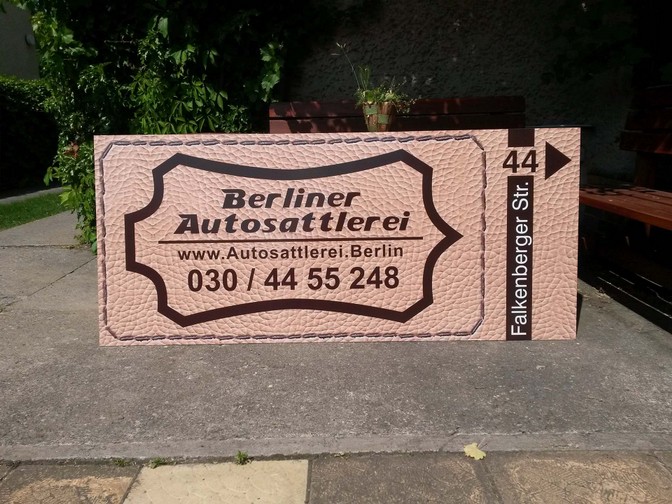 Berliner
Autosattlerei
www.Autosattlerei.Berlin
030 / 44 55 248
44
Falkenberger Str.